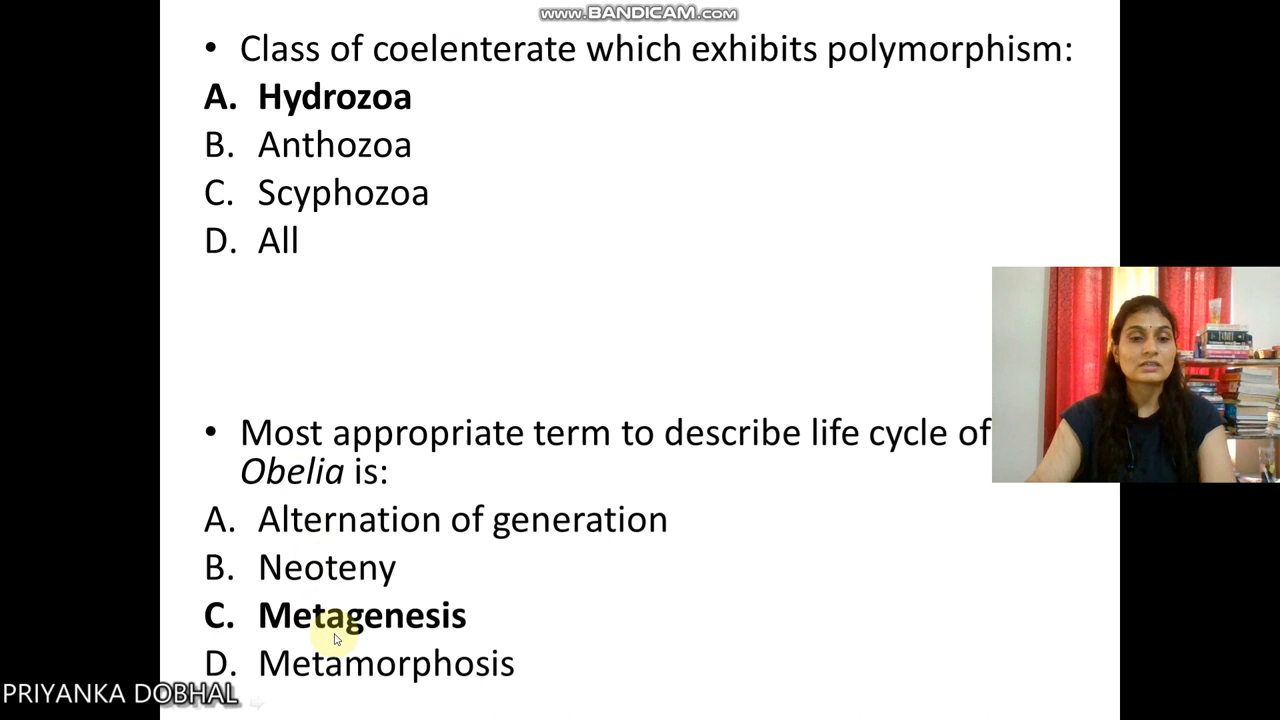 www.BANDICAM.com
• Class of coelenterate which exhibits polymorphism:
A. Hydrozoa
B. Anthozoa
C. Scyphozoa
D. All
• Most appropriate term to describe life cycle of
Obelia is:
A. Alternation of generation
B. Neoteny
C. Metagenesis
D. Metamorphosis
PRIYANKA DOBHAL